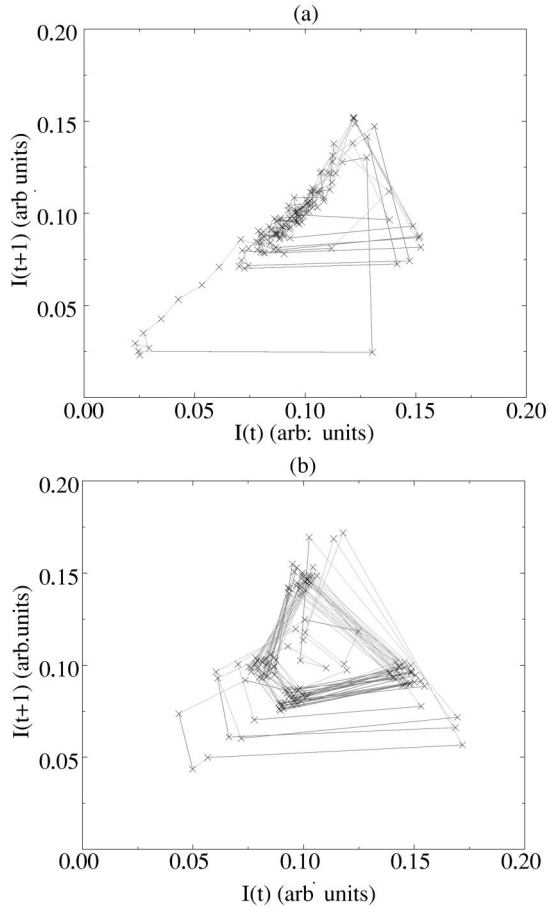 (a)
0.20
0.15
0.10
0.05
I(t+1) (arb units)
0.00 0.05 0.10 0.15 0.20
I(t) (arb: units)
(b)
0.20
0.15
0.10
0.05
I(t+1) (arb.units)
0.00 0.05 0.10 0.15 0.20
I(t) (arb units)